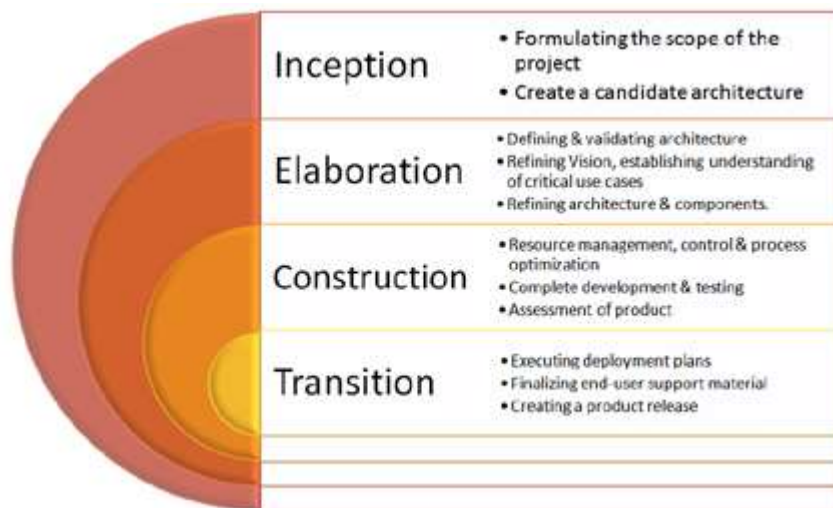 Inception
• Formulating the scope of the
project
• Create a candidate architecture
Elaboration
• Defining & validating architecture
• Refining Vision, establishing understanding
of critical use cases
• Refining architecture & components.
Construction
• Resource management, control & process
optimization
• Complete development & testing
• Assessment of product
Transition
• Executing deployment plans
• Finalizing end-user support material
• Creating a product release